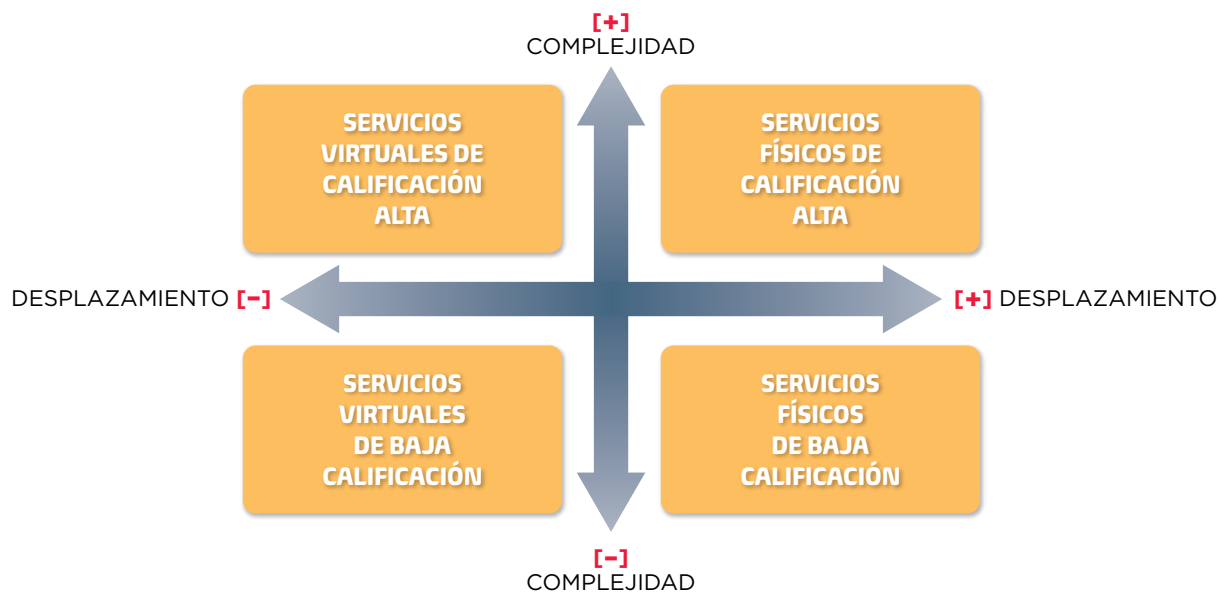 [+]
COMPLEJIDAD
SERVICIOS
VIRTUALES DE
CALIFICACIÓN
ALTA
SERVICIOS
FÍSICOS DE
CALIFICACIÓN
ALTA
DESPLAZAMIENTO [–]
[+] DESPLAZAMIENTO
SERVICIOS
VIRTUALES
DE BAJA
CALIFICACIÓN
SERVICIOS
FÍSICOS
DE BAJA
CALIFICACIÓN
[–]
COMPLEJIDAD